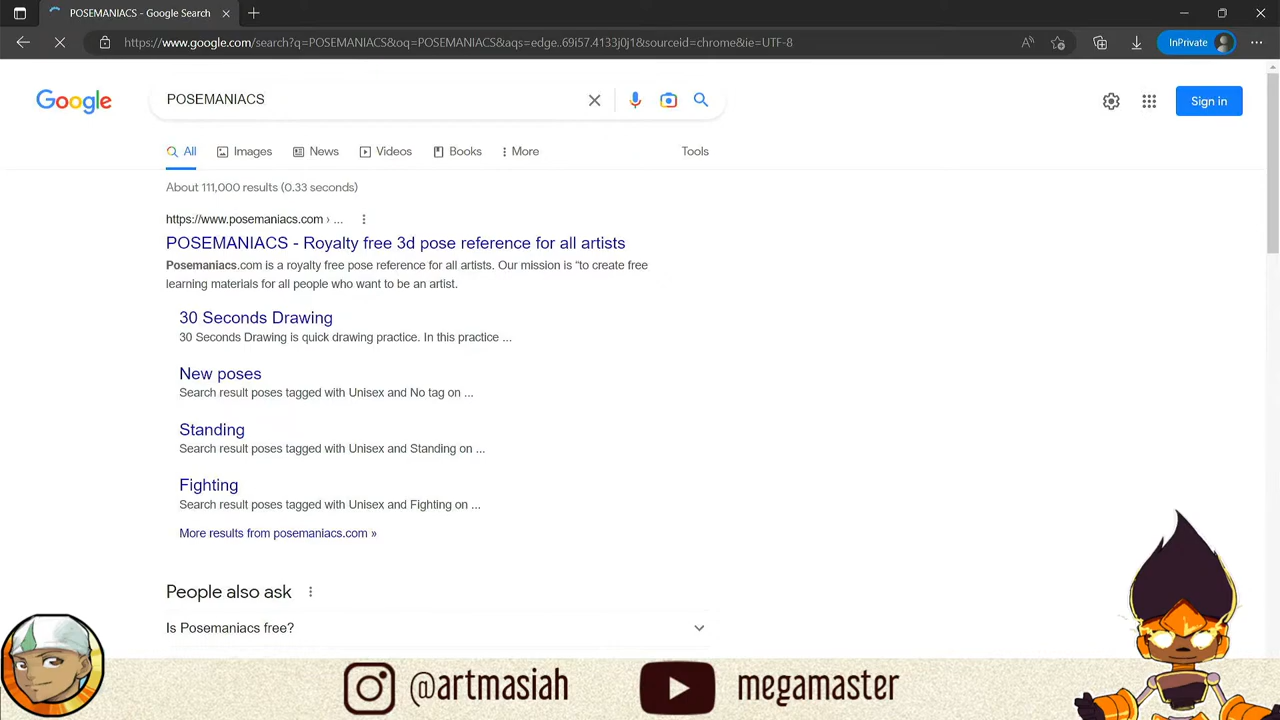 POSEMANIACS - Google Search
https://www.google.com/search?q=POSEMANIACS&oq=POSEMANIACS&aqs=edge..69i57.4133j0j1&sourceid=chrome&ie=UTF-8
InPrivate
Google
POSEMANIACS
Sign in
All Images News Videos Books More Tools
About 111,000 results (0.33 seconds)
https://www.posemaniacs.com › ...
POSEMANIACS - Royalty free 3d pose reference for all artists
Posemaniacs.com is a royalty free pose reference for all artists. Our mission is “to create free
learning materials for all people who want to be an artist.
30 Seconds Drawing
30 Seconds Drawing is quick drawing practice. In this practice ...
New poses
Search result poses tagged with Unisex and No tag on ...
Standing
Search result poses tagged with Unisex and Standing on ...
Fighting
Search result poses tagged with Unisex and Fighting on ...
More results from posemaniacs.com »
People also ask
Is Posemaniacs free?
@artmasiah megamaster